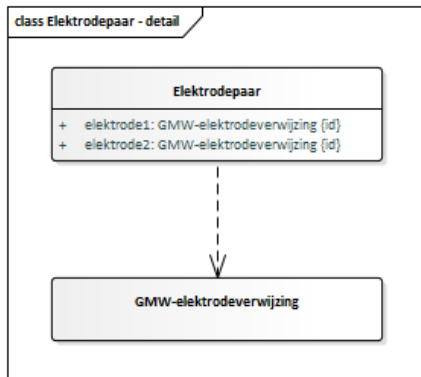 class Elektrodepaar - detail
Elektrodepaar
+ elektrode1: GMW-elektrodeverwijzing {id}
+ elektrode2: GMW-elektrodeverwijzing {id}
GMW-elektrodeverwijzing